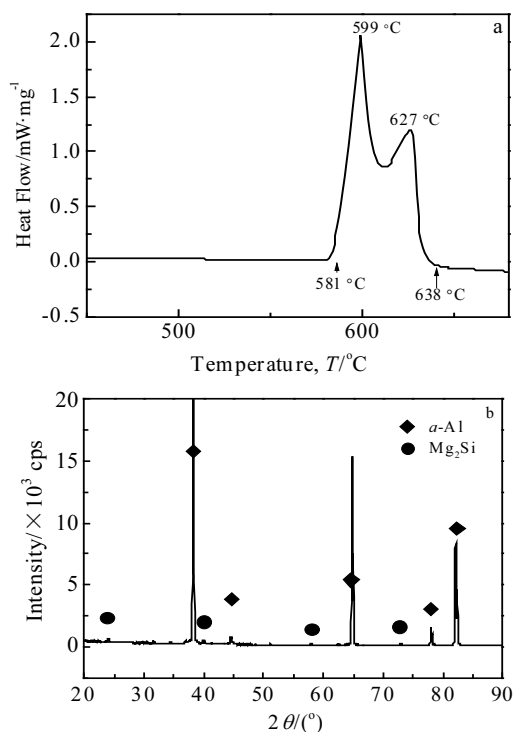 a
599 °C
627 °C
581 °C
638 °C
2.0
1.5
1.0
0.5
0.0
-0.5
Heat Flow/mW·mg⁻¹
500 600
Temperature, T/°C
b
◆ a-Al
● Mg₂Si
20
15
10
5
0
Intensity/×10³ cps
20 30 40 50 60 70 80 90
2θ/(°)